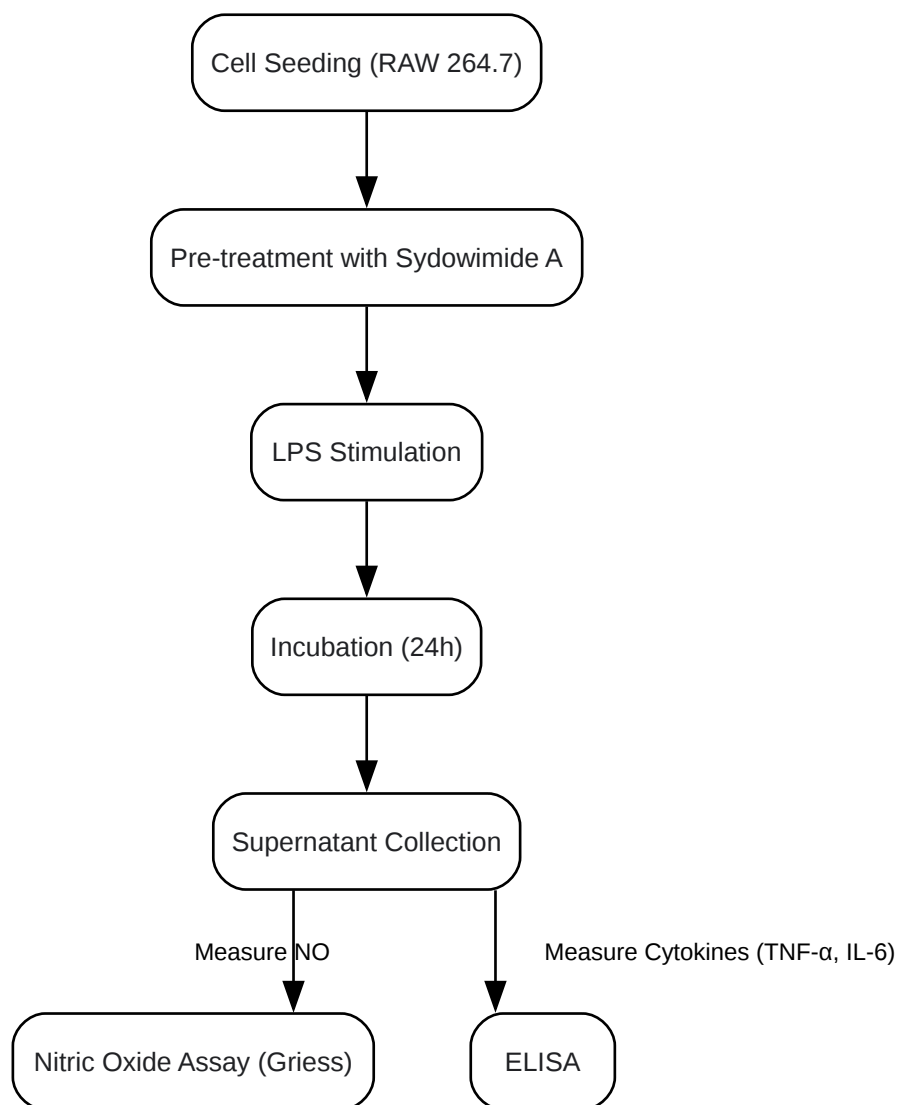 Cell Seeding (RAW 264.7)
Pre-treatment with Sydowimide A
LPS Stimulation
Incubation (24h)
Supernatant Collection
Measure NO
Measure Cytokines (TNF-α, IL-6)
Nitric Oxide Assay (Griess)
ELISA